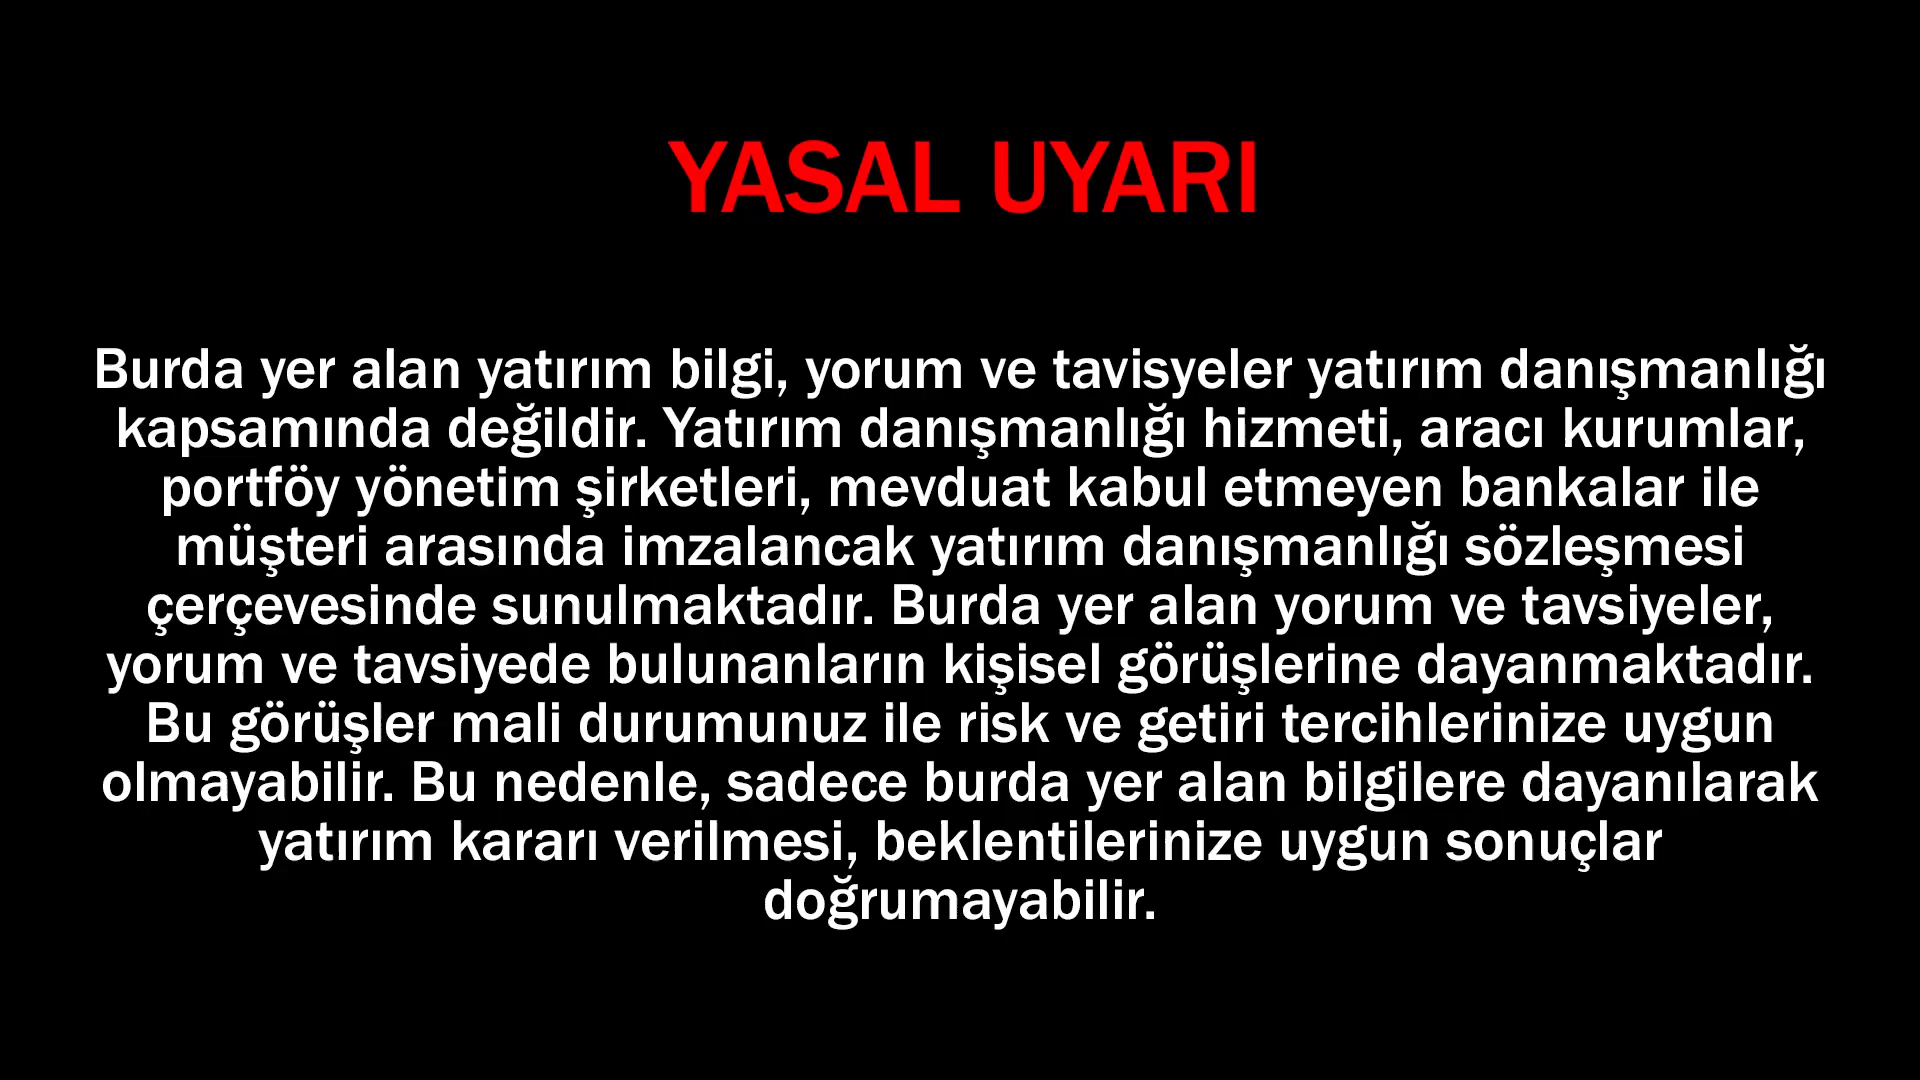 YASAL UYARI
Burda yer alan yatırım bilgi, yorum ve tavisyeler yatırım danışmanlığı
kapsamında değildir. Yatırım danışmanlığı hizmeti, aracı kurumlar,
portföy yönetim şirketleri, mevduat kabul etmeyen bankalar ile
müşteri arasında imzalancak yatırım danışmanlığı sözleşmesi
çerçevesinde sunulmaktadır. Burda yer alan yorum ve tavsiyeler,
yorum ve tavsiyede bulunanların kişisel görüşlerine dayanmaktadır.
Bu görüşler mali durumunuz ile risk ve getiri tercihlerinize uygun
olmayabilir. Bu nedenle, sadece burda yer alan bilgilere dayanılarak
yatırım kararı verilmesi, beklentilerinize uygun sonuçlar
doğrumayabilir.